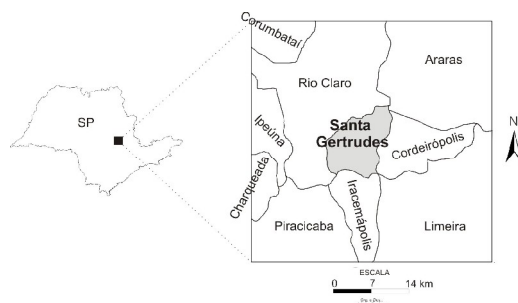 Corumbataí
Araras
Rio Claro
SP
Ipeúna
Santa
Gertrudes
Cordeirópolis
N
Charqueada
Iracemápolis
Piracicaba
Limeira
ESCALA
0 7 14 km